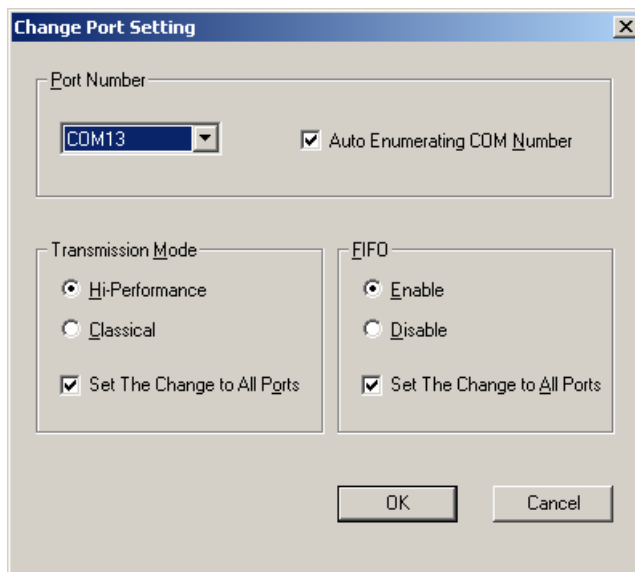 Change Port Setting
Port Number
COM13
Auto Enumerating COM Number
Transmission Mode
Hi-Performance
Classical
Set The Change to All Ports
FIFO
Enable
Disable
Set The Change to All Ports
OK
Cancel